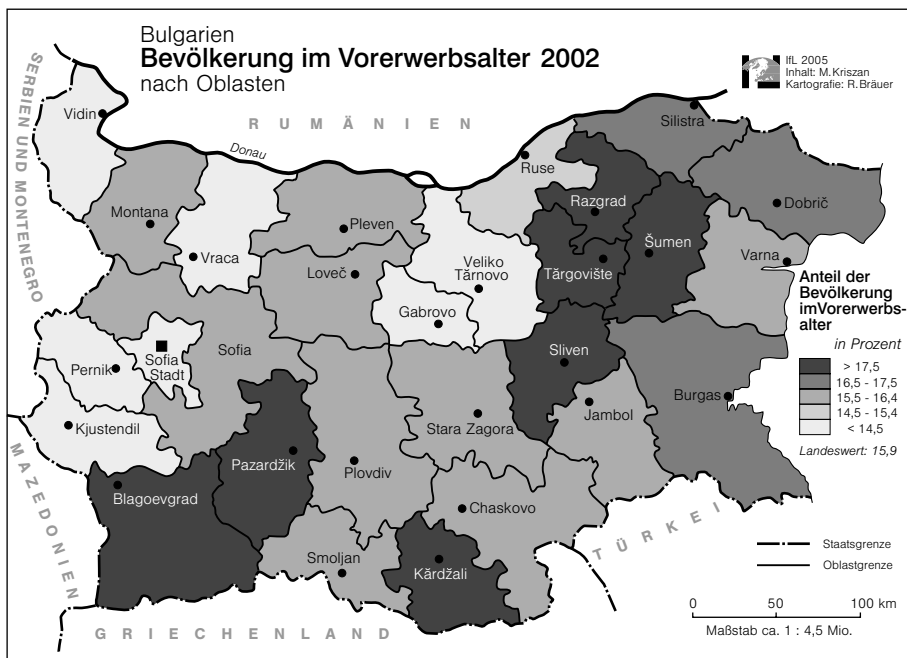 Bulgarien
Bevölkerung im Vorerwerbsalter 2002
nach Oblasten
IfL 2005
Inhalt: M.Kriszan
Kartografie: R.Bräuer
SERBIEN UND MONTENEGRO
RUMÄNIEN
Donau
Vidin
Silistra
Ruse
Montana
Pleven
Razgrad
Dobrič
Vraca
Loveč
Veliko
Tărnovo
Tărgovište
Šumen
Varna
Gabrovo
Sofia
Stadt
Sofia
Sliven
Pernik
Burgas
Kjustendil
Stara Zagora
Jambol
Pazardžik
Plovdiv
Blagoevgrad
Chaskovo
Smoljan
Kărdžali
MAZEDONIEN
GRIECHENLAND
TÜRKEI
Anteil der
Bevölkerung
imVorerwerbs-
alter
in Prozent
> 17,5
16,5 - 17,5
15,5 - 16,4
14,5 - 15,4
< 14,5
Landeswert: 15,9
Staatsgrenze
Oblastgrenze
0 50 100 km
Maßstab ca. 1 : 4,5 Mio.